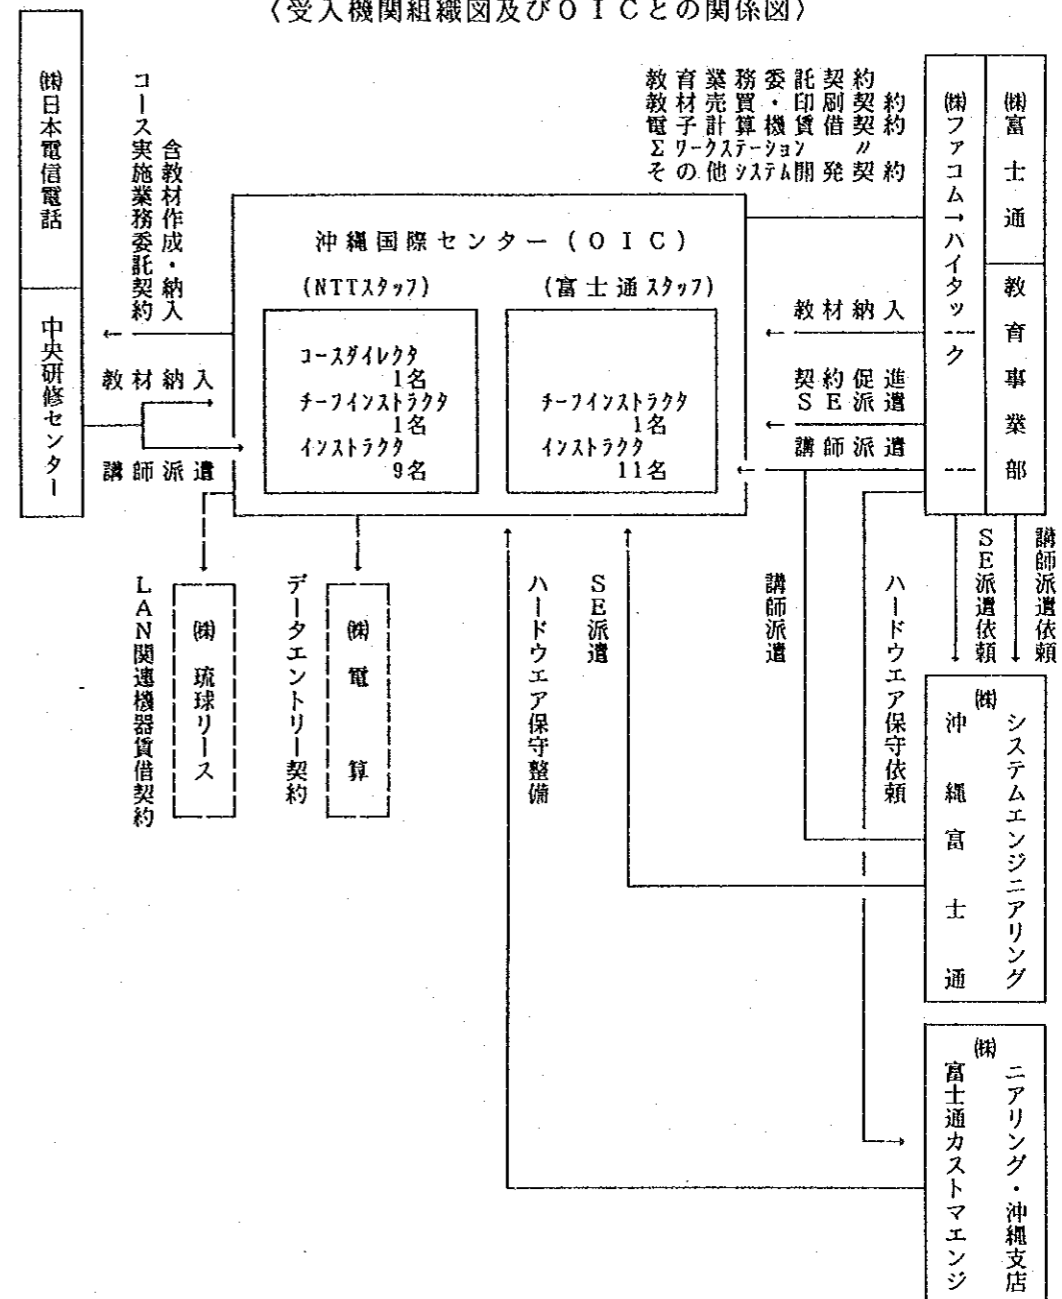 〈受入機関組織図及びOICとの関係図〉
㈱日本電信電話
中央研修センター
コース実施業務委託契約
含教材作成・納入
教材納入
講師派遣
沖縄国際センター(OIC)
(NTTスタッフ)
コースダイレクタ
1名
チーフインストラクタ
1名
インストラクタ
9名
(富士通スタッフ)
チーフインストラクタ
1名
インストラクタ
11名
教育業務委託契約
教材売買・印刷契約
電子計算機賃借契約
Σワークステーション 〃
その他システム開発契約
㈱ファコム−ハイタック
㈱富士通
教育事業部
教材納入
契約促進
SE派遣
講師派遣
LAN関連機器賃借契約
㈱琉球リース
データエントリー契約
㈱電算
ハードウエア保守整備
SE派遣
講師派遣
ハードウエア保守依頼
SE派遣依頼
講師派遣依頼
㈱沖縄富士通
システムエンジニアリング
㈱富士通カストマエンジ
ニアリング・沖縄支店